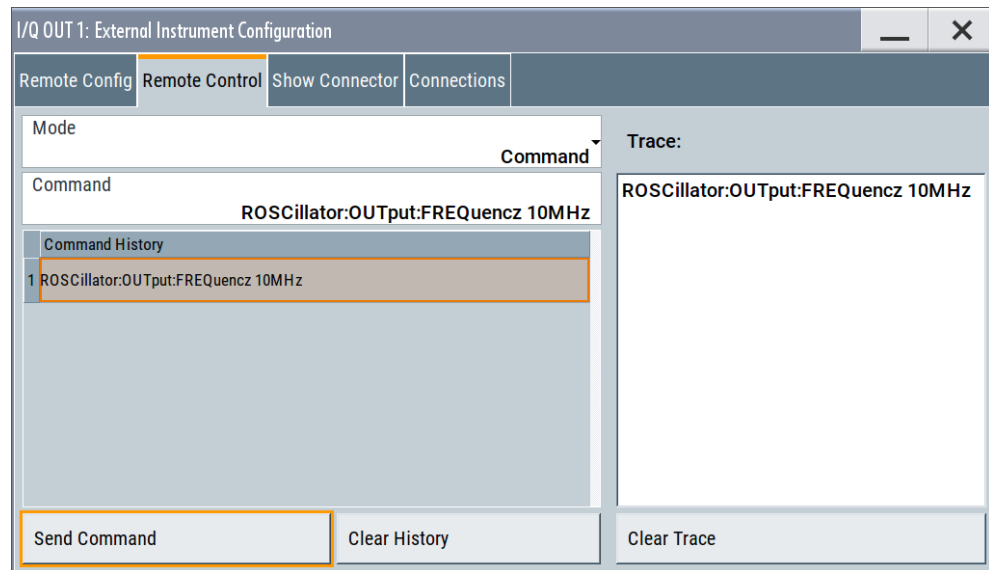 I/Q OUT 1: External Instrument Configuration
Remote Config Remote Control Show Connector Connections
Mode
Command
Command
ROSCillator:OUTput:FREQuencz 10MHz
Command History
1 ROSCillator:OUTput:FREQuencz 10MHz
Send Command Clear History
Trace:
ROSCillator:OUTput:FREQuencz 10MHz
Clear Trace